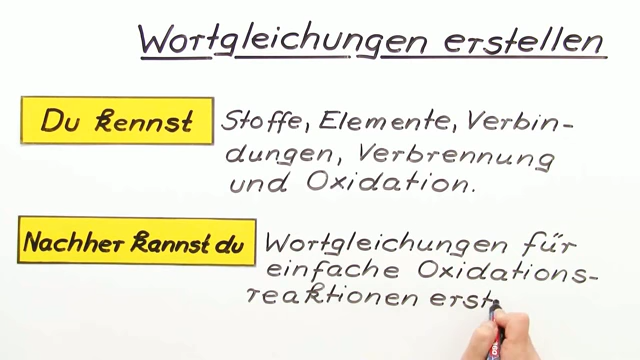 Wortgleichungen erstellen
Du kennst Stoffe, Elemente, Verbin-
dungen, Verbrennung
und Oxidation.
Nachher kannst du Wortgleichungen für
einfache Oxidations-
reaktionen erst